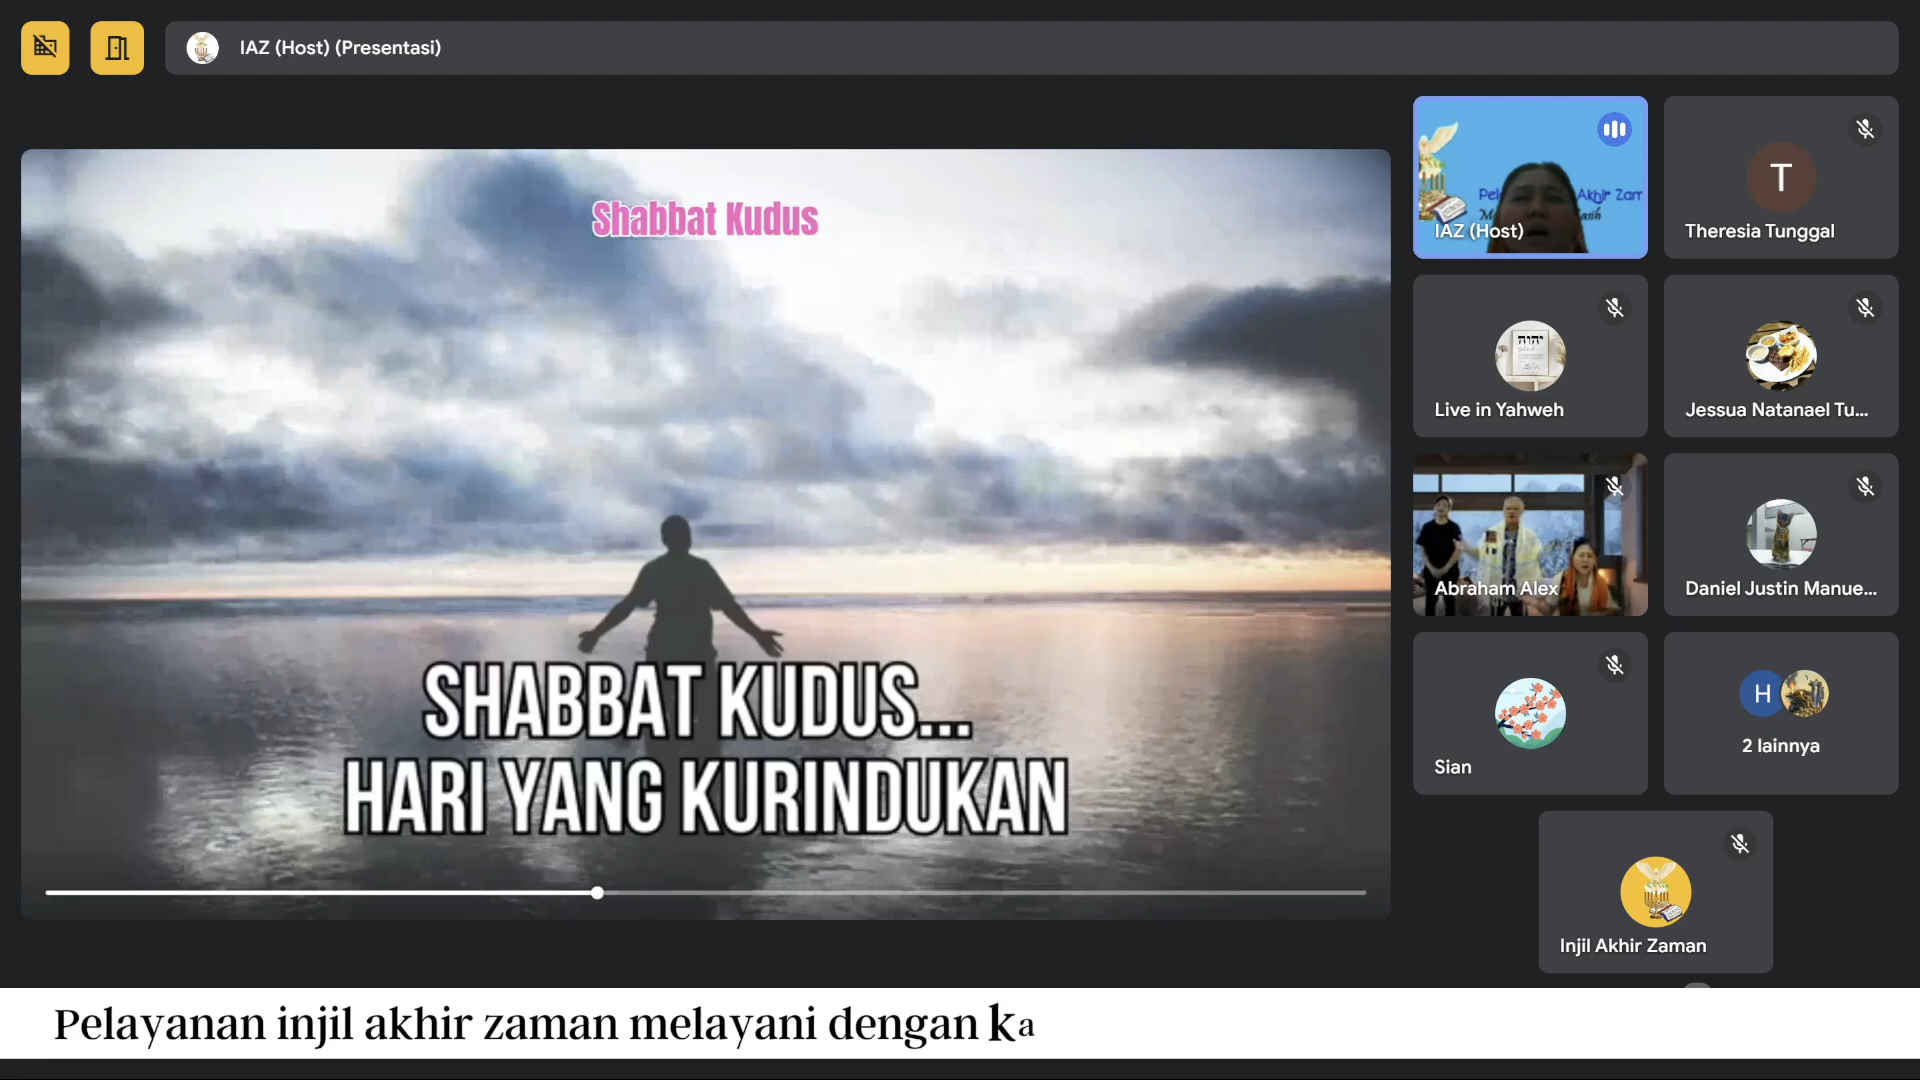 IAZ (Host) (Presentasi)
Shabbat Kudus
SHABBAT KUDUS...
HARI YANG KURINDUKAN
IAZ (Host)
T
Theresia Tunggal
יהוה
Live in Yahweh
Jessua Natanael Tu...
Abraham Alex
Daniel Justin Manue...
Sian
H
2 lainnya
Injil Akhir Zaman
Pelayanan injil akhir zaman melayani dengan ka